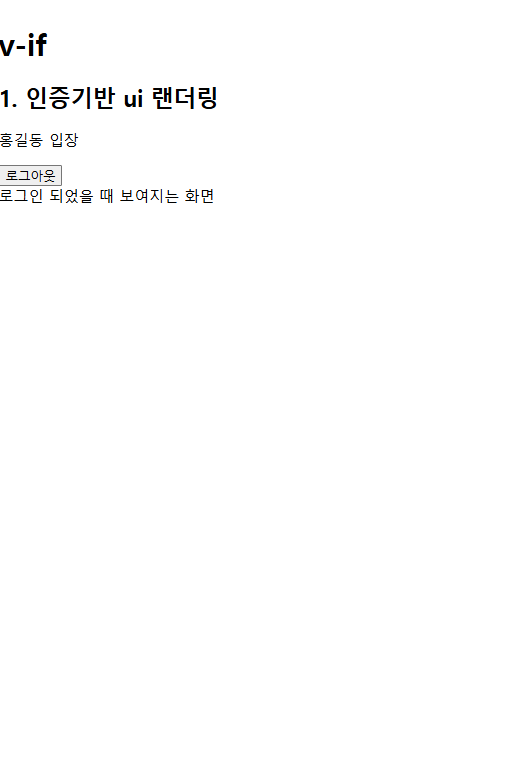 v-if
1. 인증기반 ui 랜더링
홍길동 입장
로그아웃
로그인 되었을 때 보여지는 화면